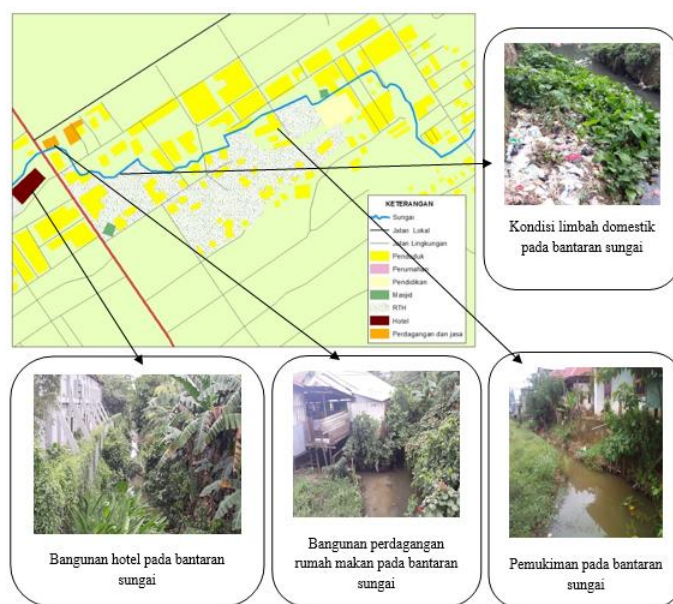 KETERANGAN
Sungai
Jalan Lokal
Jalan Lingkungan
Penduduk
Perumahan
Pendidikan
Masjid
RTH
Hotel
Perdagangan dan jasa
Kondisi limbah domestik
pada bantaran sungai
Bangunan hotel pada bantaran
sungai
Bangunan perdagangan
rumah makan pada bantaran
sungai
Pemukiman pada bantaran
sungai